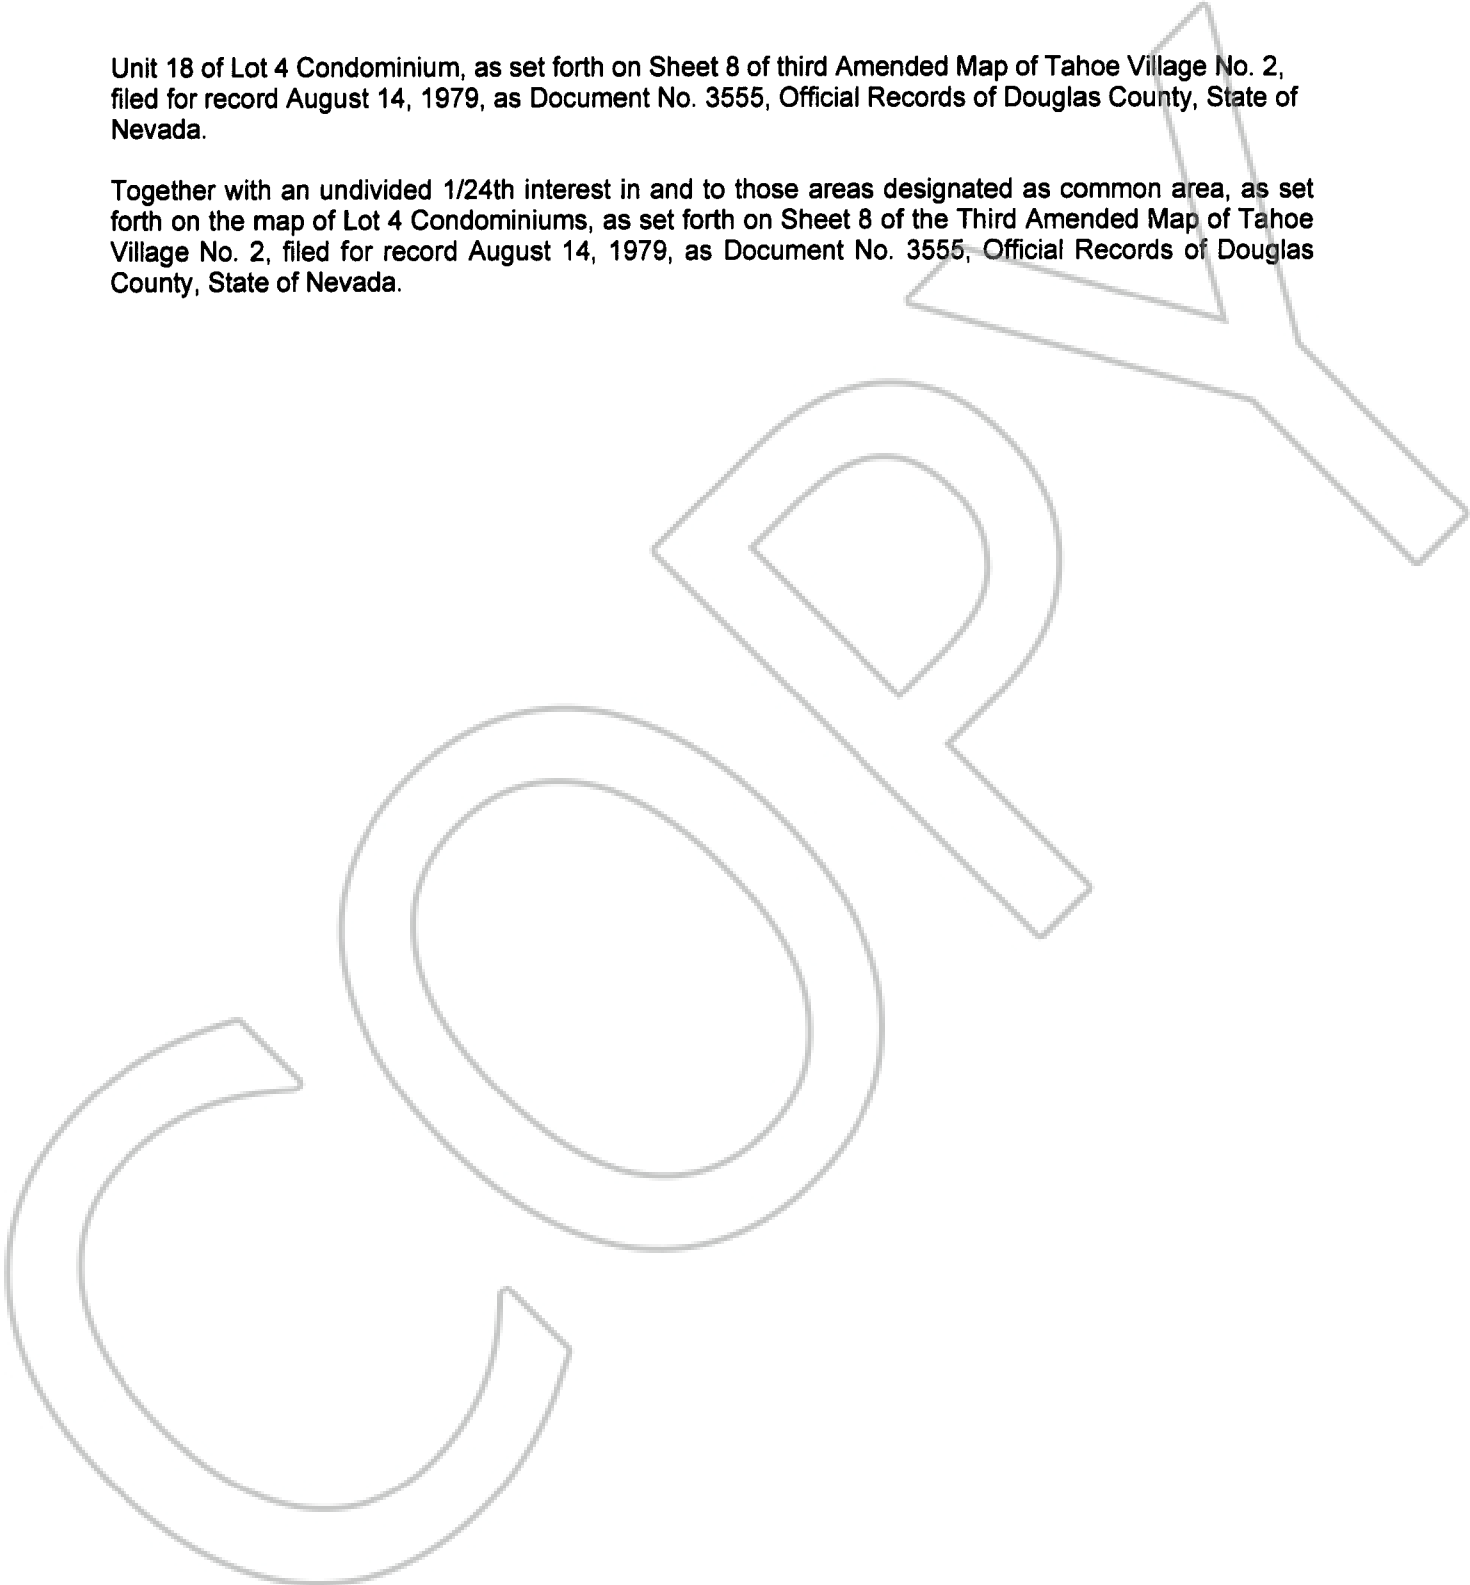 Unit 18 of Lot 4 Condominium, as set forth on Sheet 8 of third Amended Map of Tahoe Village No. 2,
filed for record August 14, 1979, as Document No. 3555, Official Records of Douglas County, State of
Nevada.
Together with an undivided 1/24th interest in and to those areas designated as common area, as set
forth on the map of Lot 4 Condominiums, as set forth on Sheet 8 of the Third Amended Map of Tahoe
Village No. 2, filed for record August 14, 1979, as Document No. 3555, Official Records of Douglas
County, State of Nevada.
COPY